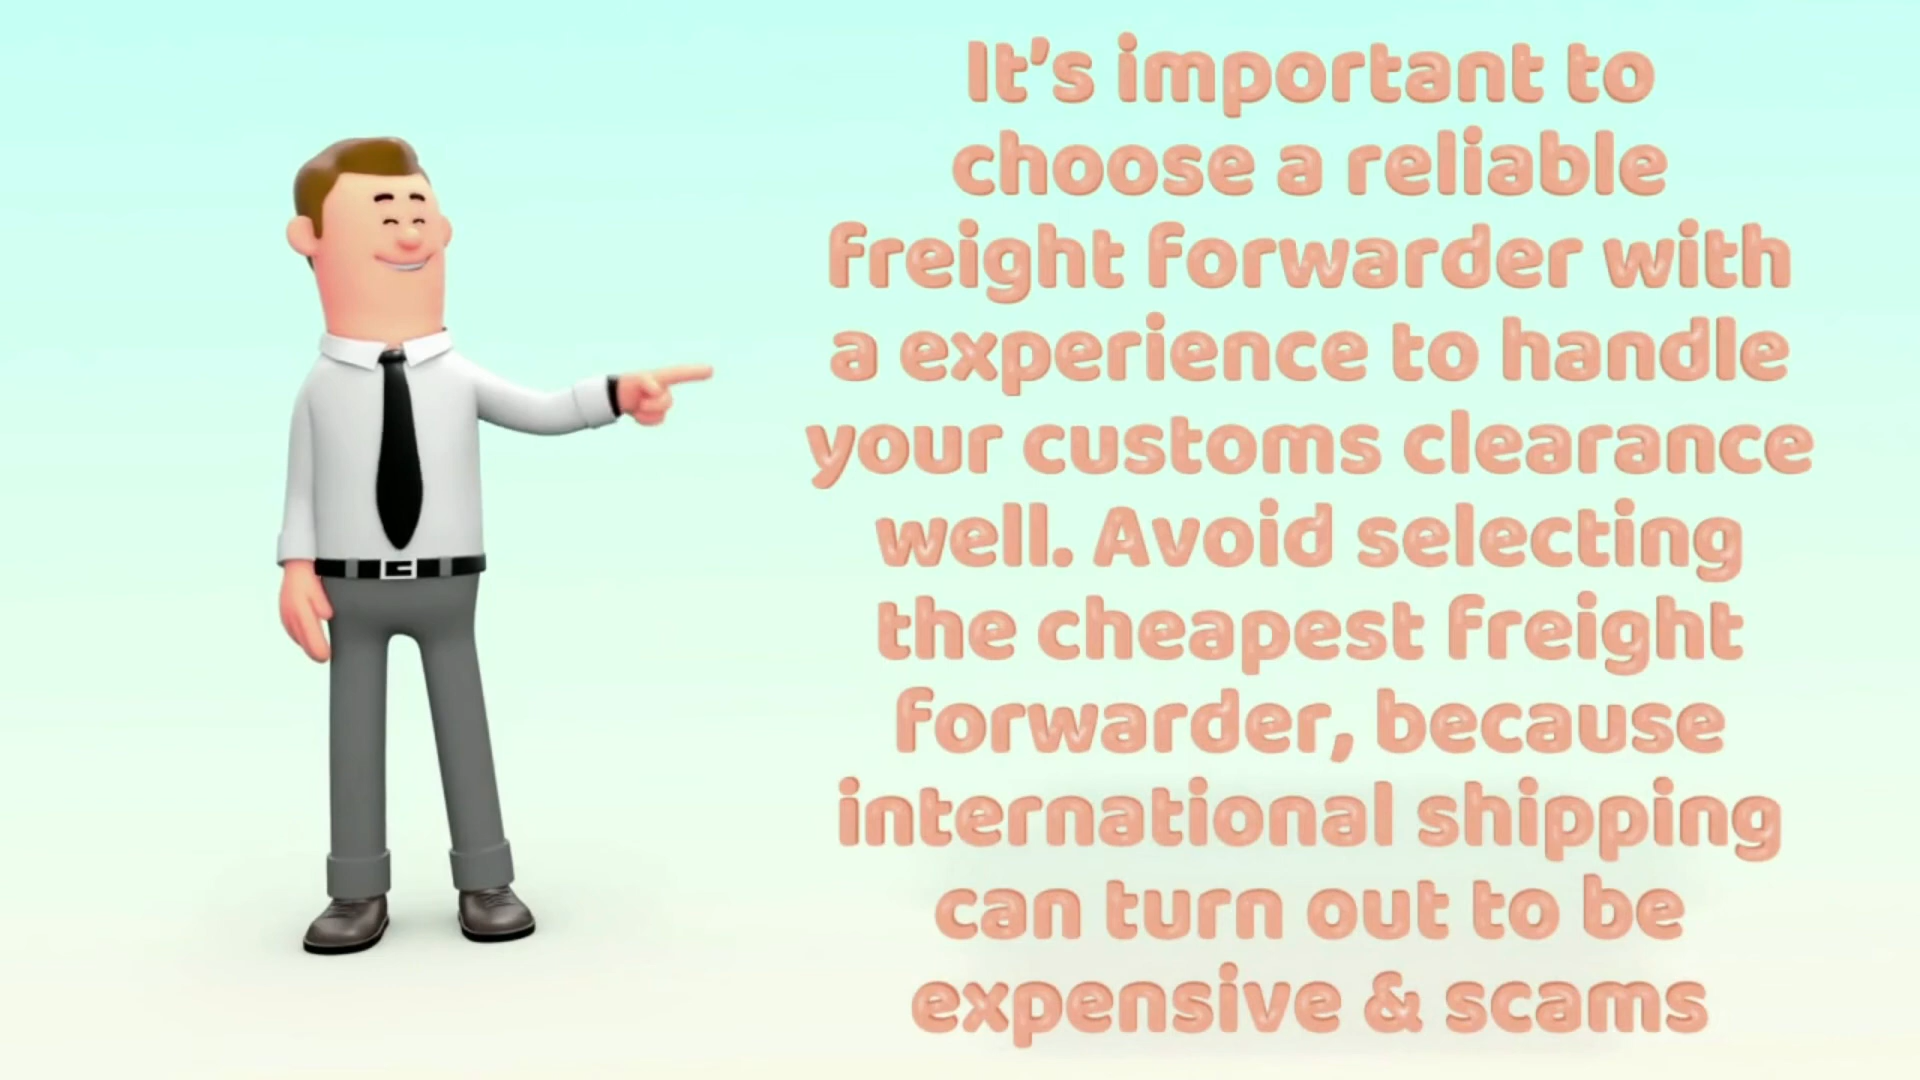 It's important to
choose a reliable
freight forwarder with
a experience to handle
your customs clearance
well. Avoid selecting
the cheapest freight
forwarder, because
international shipping
can turn out to be
expensive & scams